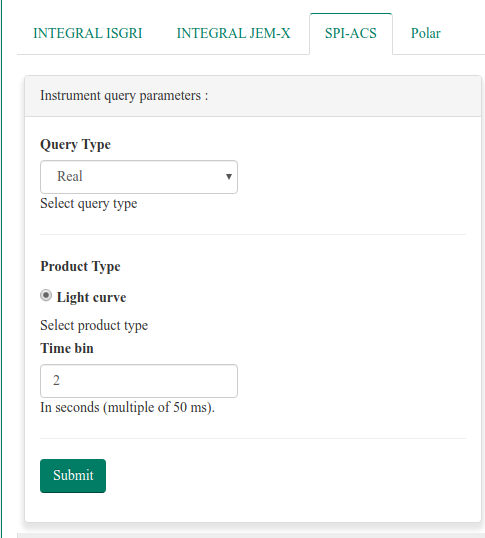 INTEGRAL ISGRI INTEGRAL JEM-X SPI-ACS Polar
Instrument query parameters :
Query Type
Real
Select query type
Product Type
Light curve
Select product type
Time bin
2
In seconds (multiple of 50 ms).
Submit